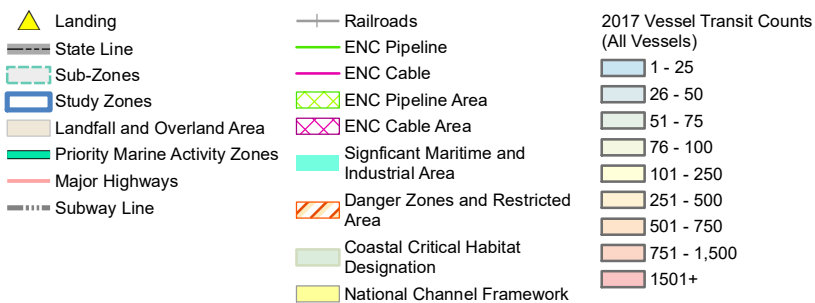 Landing
State Line
Sub-Zones
Study Zones
Landfall and Overland Area
Priority Marine Activity Zones
Major Highways
Subway Line
Railroads
ENC Pipeline
ENC Cable
ENC Pipeline Area
ENC Cable Area
Signficant Maritime and
Industrial Area
Danger Zones and Restricted
Area
Coastal Critical Habitat
Designation
National Channel Framework
2017 Vessel Transit Counts
(All Vessels)
1 - 25
26 - 50
51 - 75
76 - 100
101 - 250
251 - 500
501 - 750
751 - 1,500
1501+